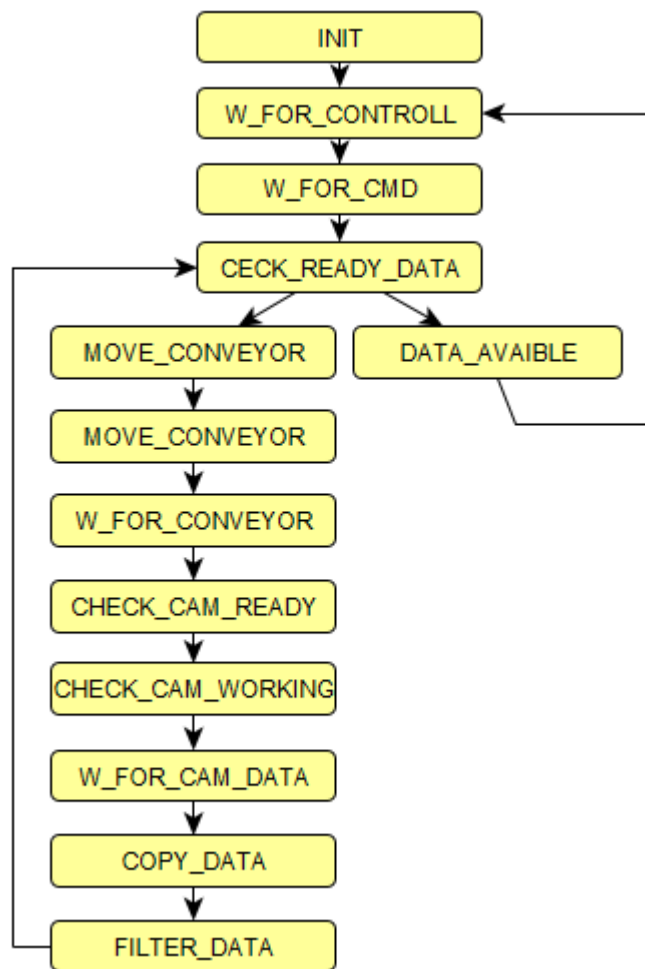 INIT
W_FOR_CONTROLL
W_FOR_CMD
CECK_READY_DATA
MOVE_CONVEYOR
DATA_AVAIBLE
MOVE_CONVEYOR
W_FOR_CONVEYOR
CHECK_CAM_READY
CHECK_CAM_WORKING
W_FOR_CAM_DATA
COPY_DATA
FILTER_DATA